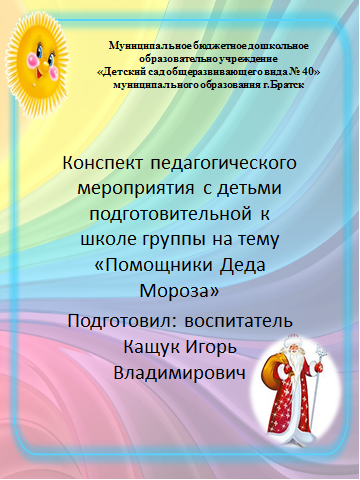 Муниципальное бюджетное дошкольное
образовательно учреждение
«Детский сад общеразвивающего вида № 40»
муниципального образования г.Братск
Конспект педагогического
мероприятия с детьми
подготовительной к
школе группы на тему
«Помощники Деда
Мороза»
Подготовил: воспитатель
Кащук Игорь
Владимирович